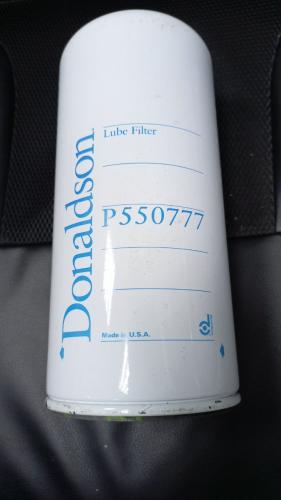 Donaldson
Lube Filter
P550777
Made in U.S.A.